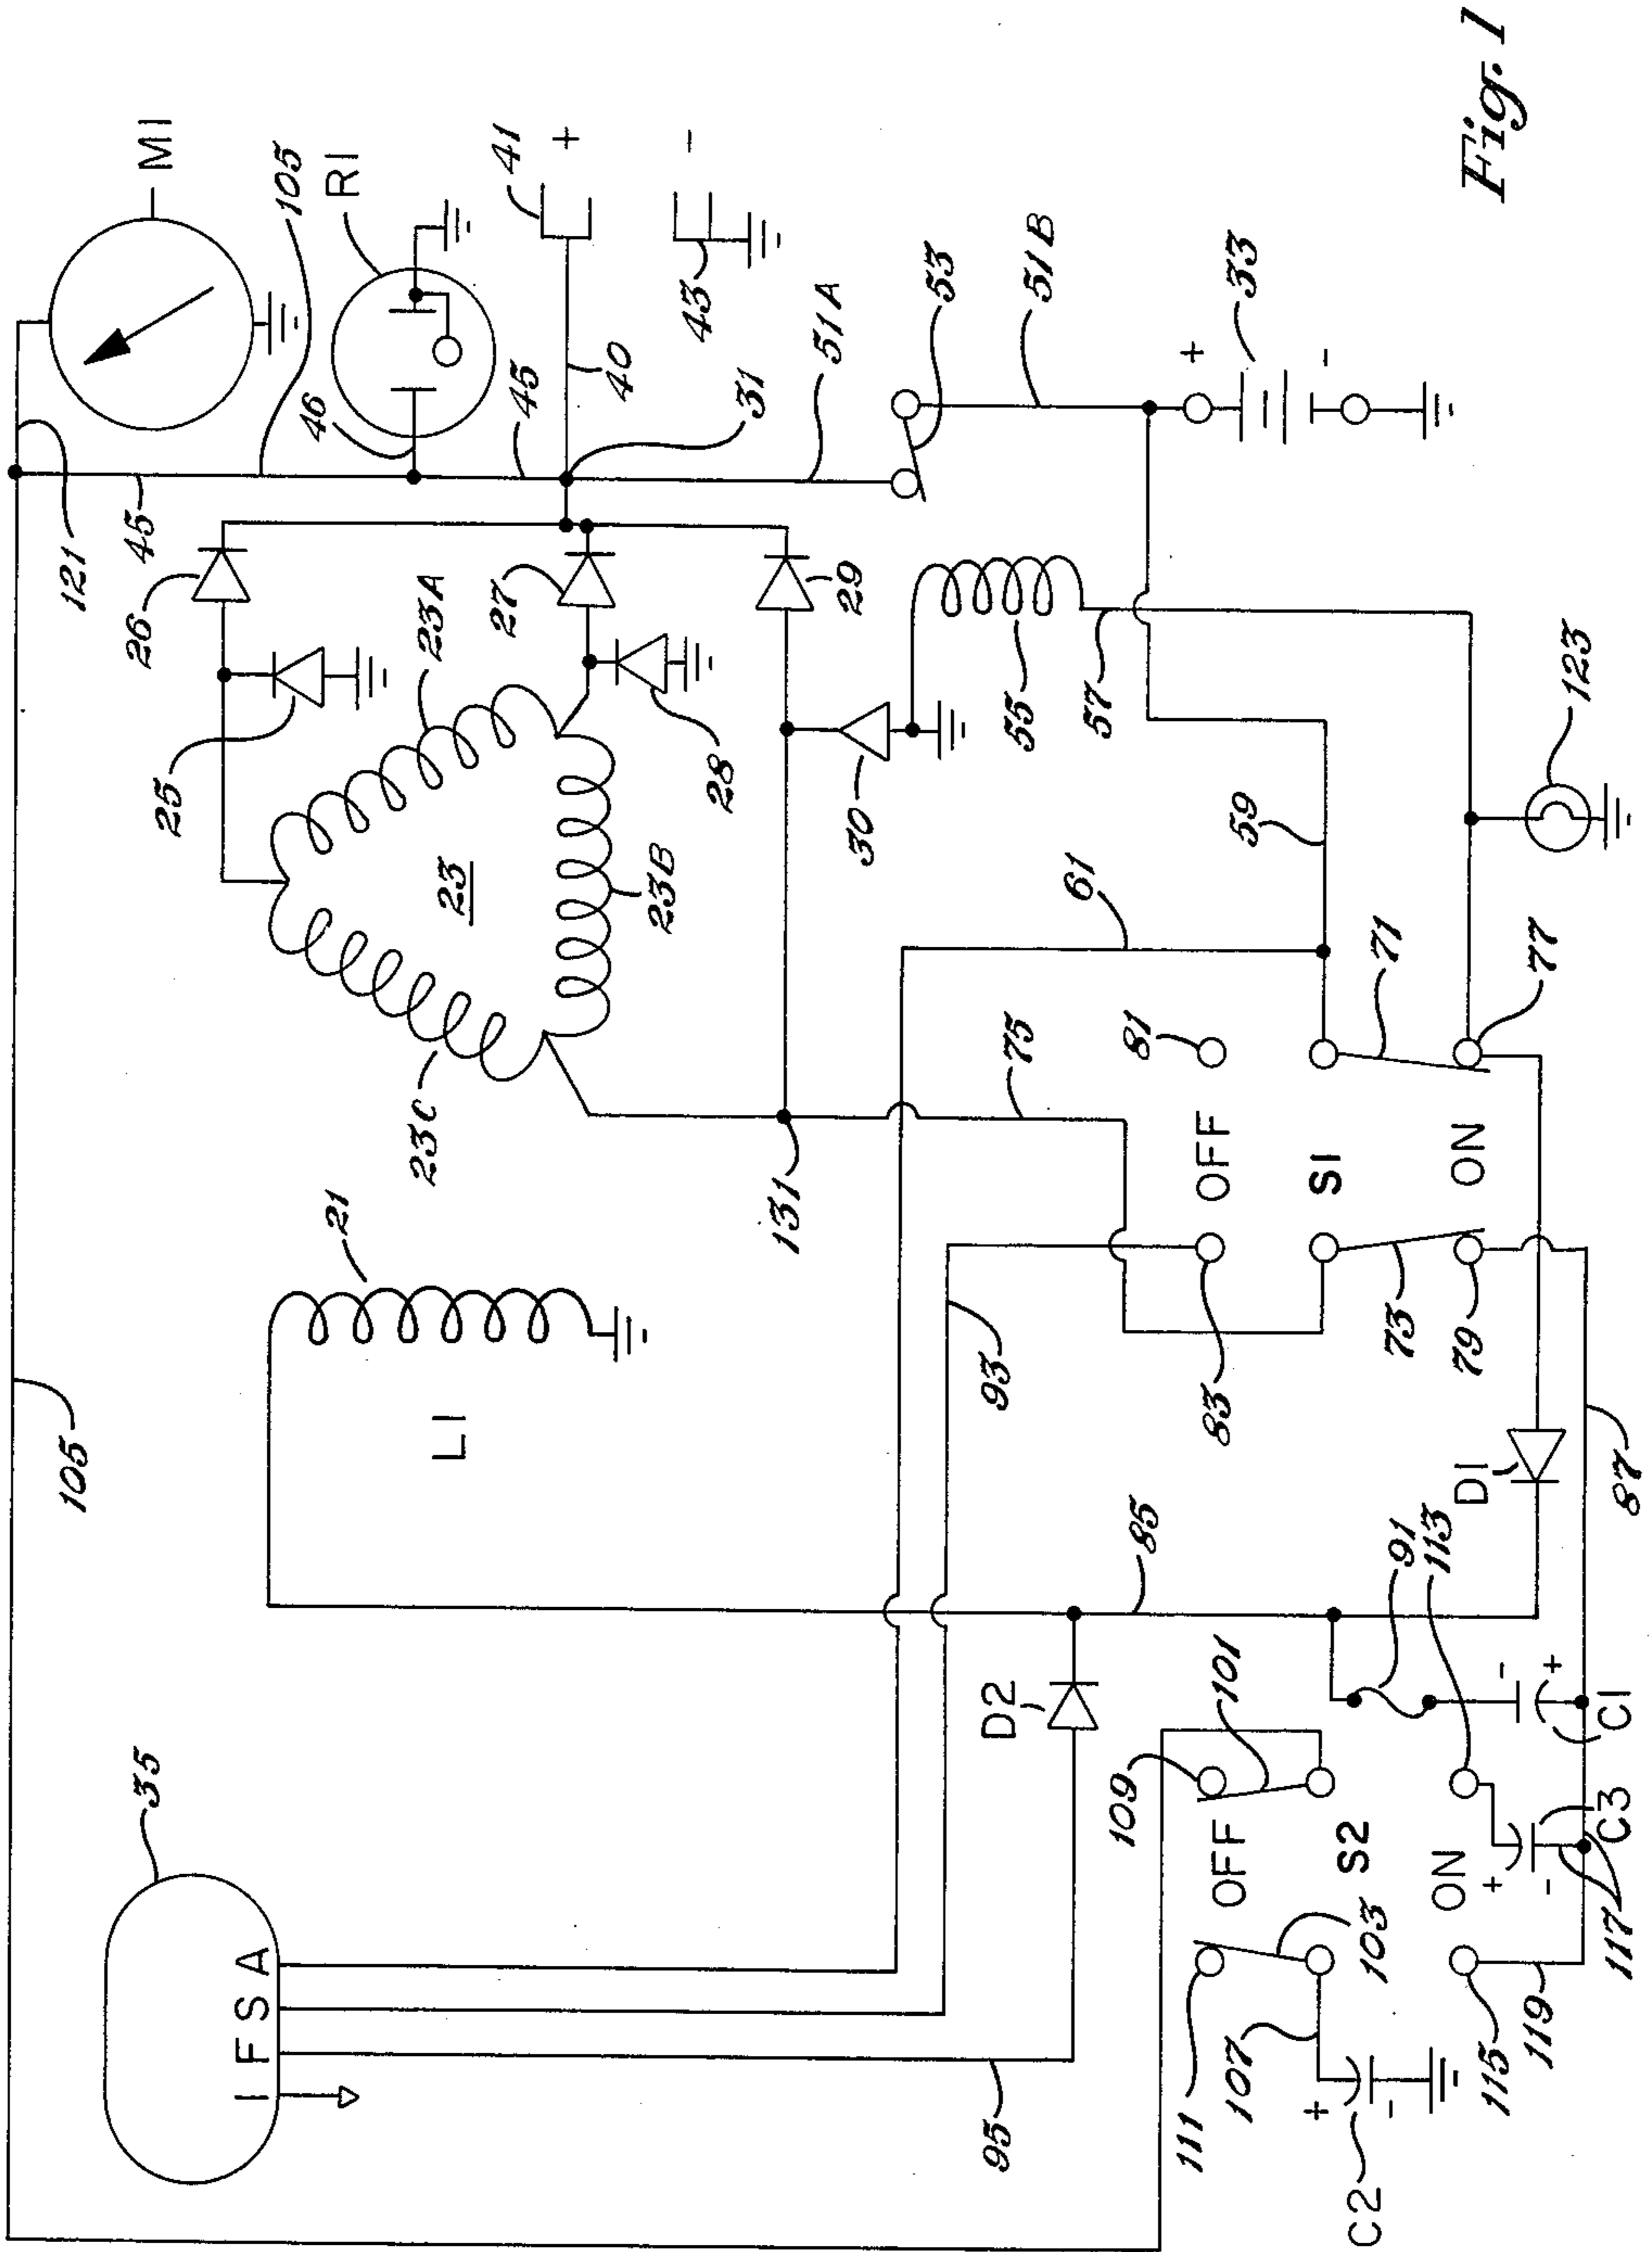 M1
121
45
105
R1
26
46
41
+
-
43
25
23A
27
45
40
31
51A
105
23
28
29
53
51B
23C
23B
30
55
57
+
33
-
21
131
59
123
L1
61
75
81
71
77
OFF
S1
ON
93
83
73
79
85
D1
87
91
113
35
D2
101
109
-
+
C1
A
S
F
I
OFF
S2
ON
+
-
C3
117
103
111
107
95
+
-
C2
115
119
Fig. 1